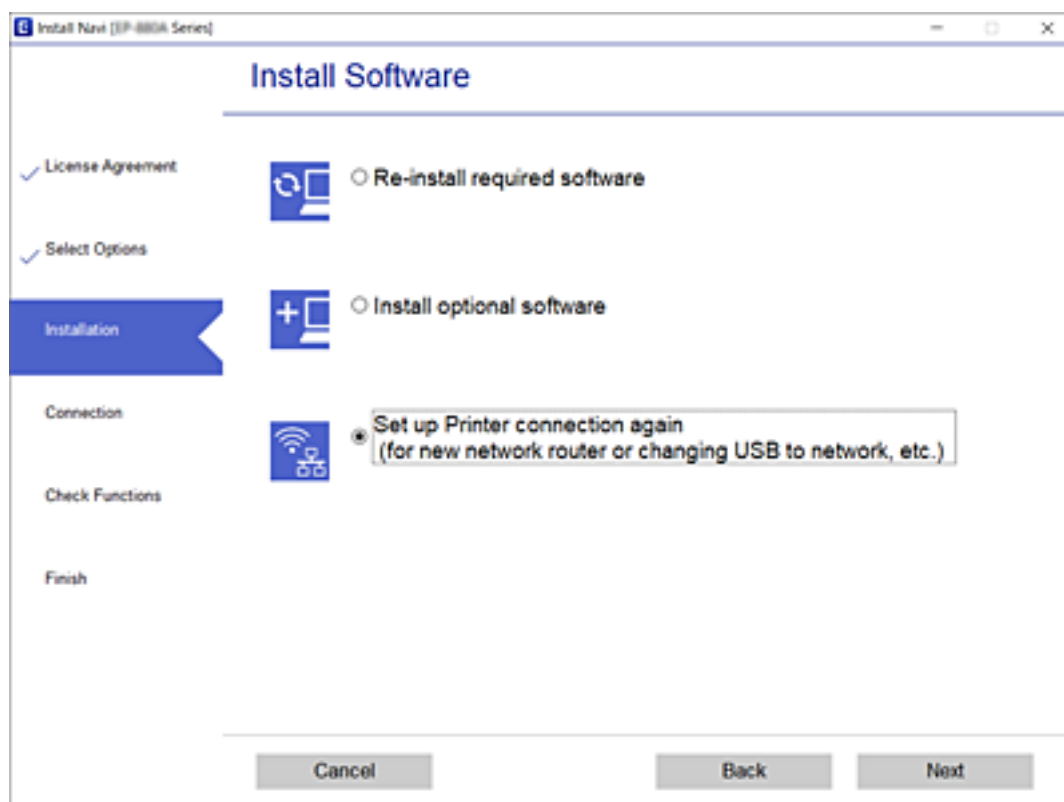 Install Navi [EP-880A Series]
Install Software
License Agreement
Select Options
Installation
Connection
Check Functions
Finish
Re-install required software
Install optional software
Set up Printer connection again
(for new network router or changing USB to network, etc.)
Cancel
Back
Next